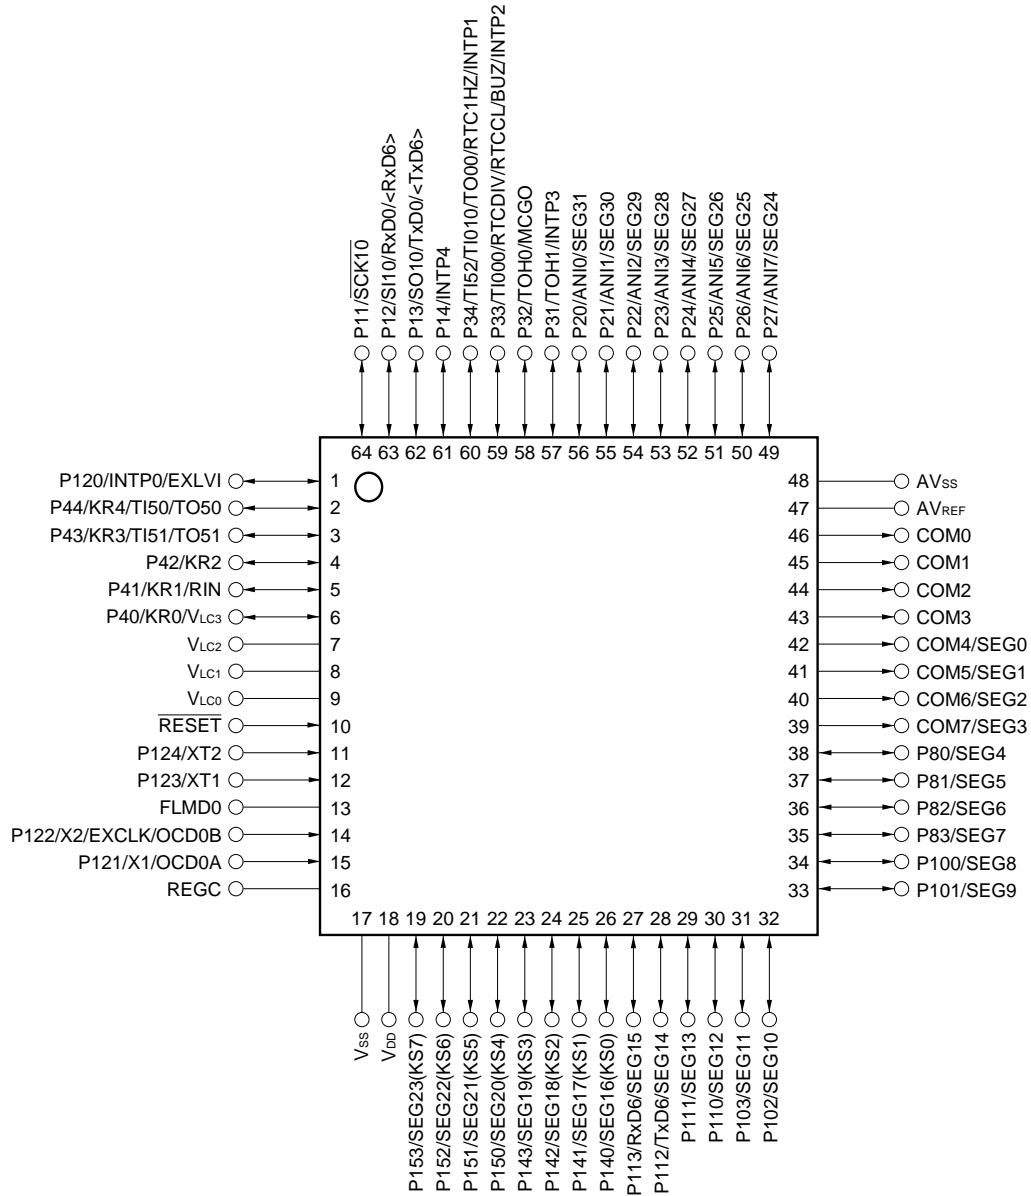 P11/SCK10
P12/SI10/RxD0/<RxD6>
P13/SO10/TxD0/<TxD6>
P14/INTP4
P34/TI52/TI010/TO00/RTC1HZ/INTP1
P33/TI000/RTCDIV/RTCCL/BUZ/INTP2
P32/TOH0/MCGO
P31/TOH1/INTP3
P20/ANI0/SEG31
P21/ANI1/SEG30
P22/ANI2/SEG29
P23/ANI3/SEG28
P24/ANI4/SEG27
P25/ANI5/SEG26
P26/ANI6/SEG25
P27/ANI7/SEG24
64 63 62 61 60 59 58 57 56 55 54 53 52 51 50 49
P120/INTP0/EXLVI 1 48 AVSS
P44/KR4/TI50/TO50 2 47 AVREF
P43/KR3/TI51/TO51 3 46 COM0
P42/KR2 4 45 COM1
P41/KR1/RIN 5 44 COM2
P40/KR0/VLC3 6 43 COM3
VLC2 7 42 COM4/SEG0
VLC1 8 41 COM5/SEG1
VLC0 9 40 COM6/SEG2
RESET 10 39 COM7/SEG3
P124/XT2 11 38 P80/SEG4
P123/XT1 12 37 P81/SEG5
FLMD0 13 36 P82/SEG6
P122/X2/EXCLK/OCD0B 14 35 P83/SEG7
P121/X1/OCD0A 15 34 P100/SEG8
REGC 16 33 P101/SEG9
17 18 19 20 21 22 23 24 25 26 27 28 29 30 31 32
VSS
VDD
P153/SEG23(KS7)
P152/SEG22(KS6)
P151/SEG21(KS5)
P150/SEG20(KS4)
P143/SEG19(KS3)
P142/SEG18(KS2)
P141/SEG17(KS1)
P140/SEG16(KS0)
P113/RxD6/SEG15
P112/TxD6/SEG14
P111/SEG13
P110/SEG12
P103/SEG11
P102/SEG10